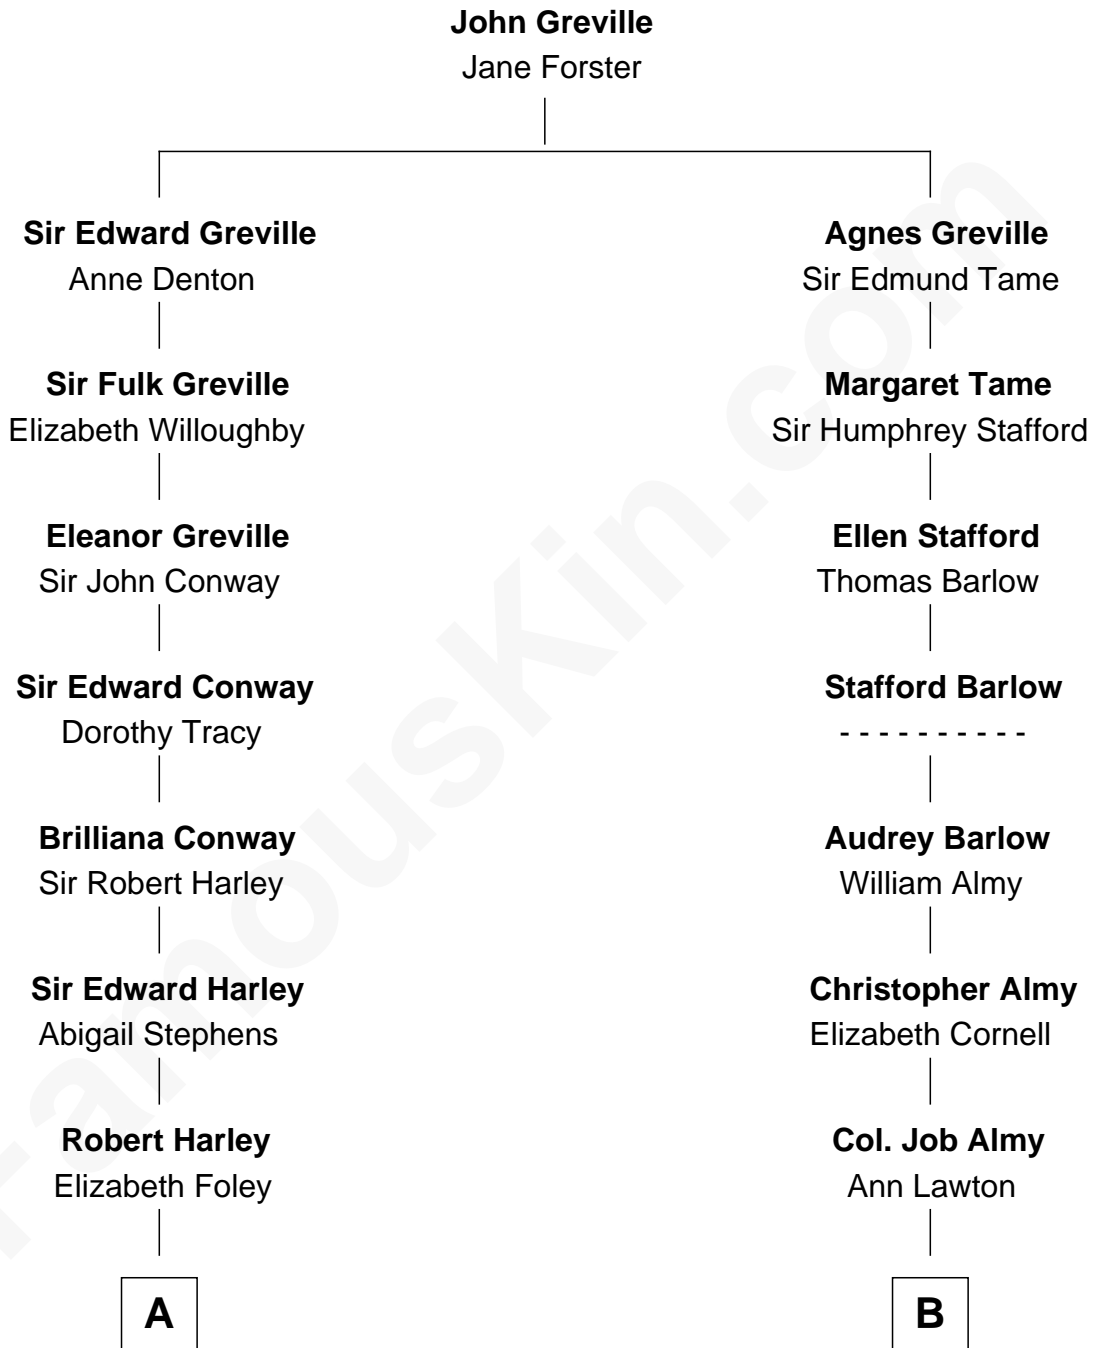 John Greville
Jane Forster
Sir Edward Greville
Anne Denton
Sir Fulk Greville
Elizabeth Willoughby
Eleanor Greville
Sir John Conway
Sir Edward Conway
Dorothy Tracy
Brilliana Conway
Sir Robert Harley
Sir Edward Harley
Abigail Stephens
Robert Harley
Elizabeth Foley
A
Agnes Greville
Sir Edmund Tame
Margaret Tame
Sir Humphrey Stafford
Ellen Stafford
Thomas Barlow
Stafford Barlow
- - - - - - - - - -
Audrey Barlow
William Almy
Christopher Almy
Elizabeth Cornell
Col. Job Almy
Ann Lawton
B
FamousKin.com